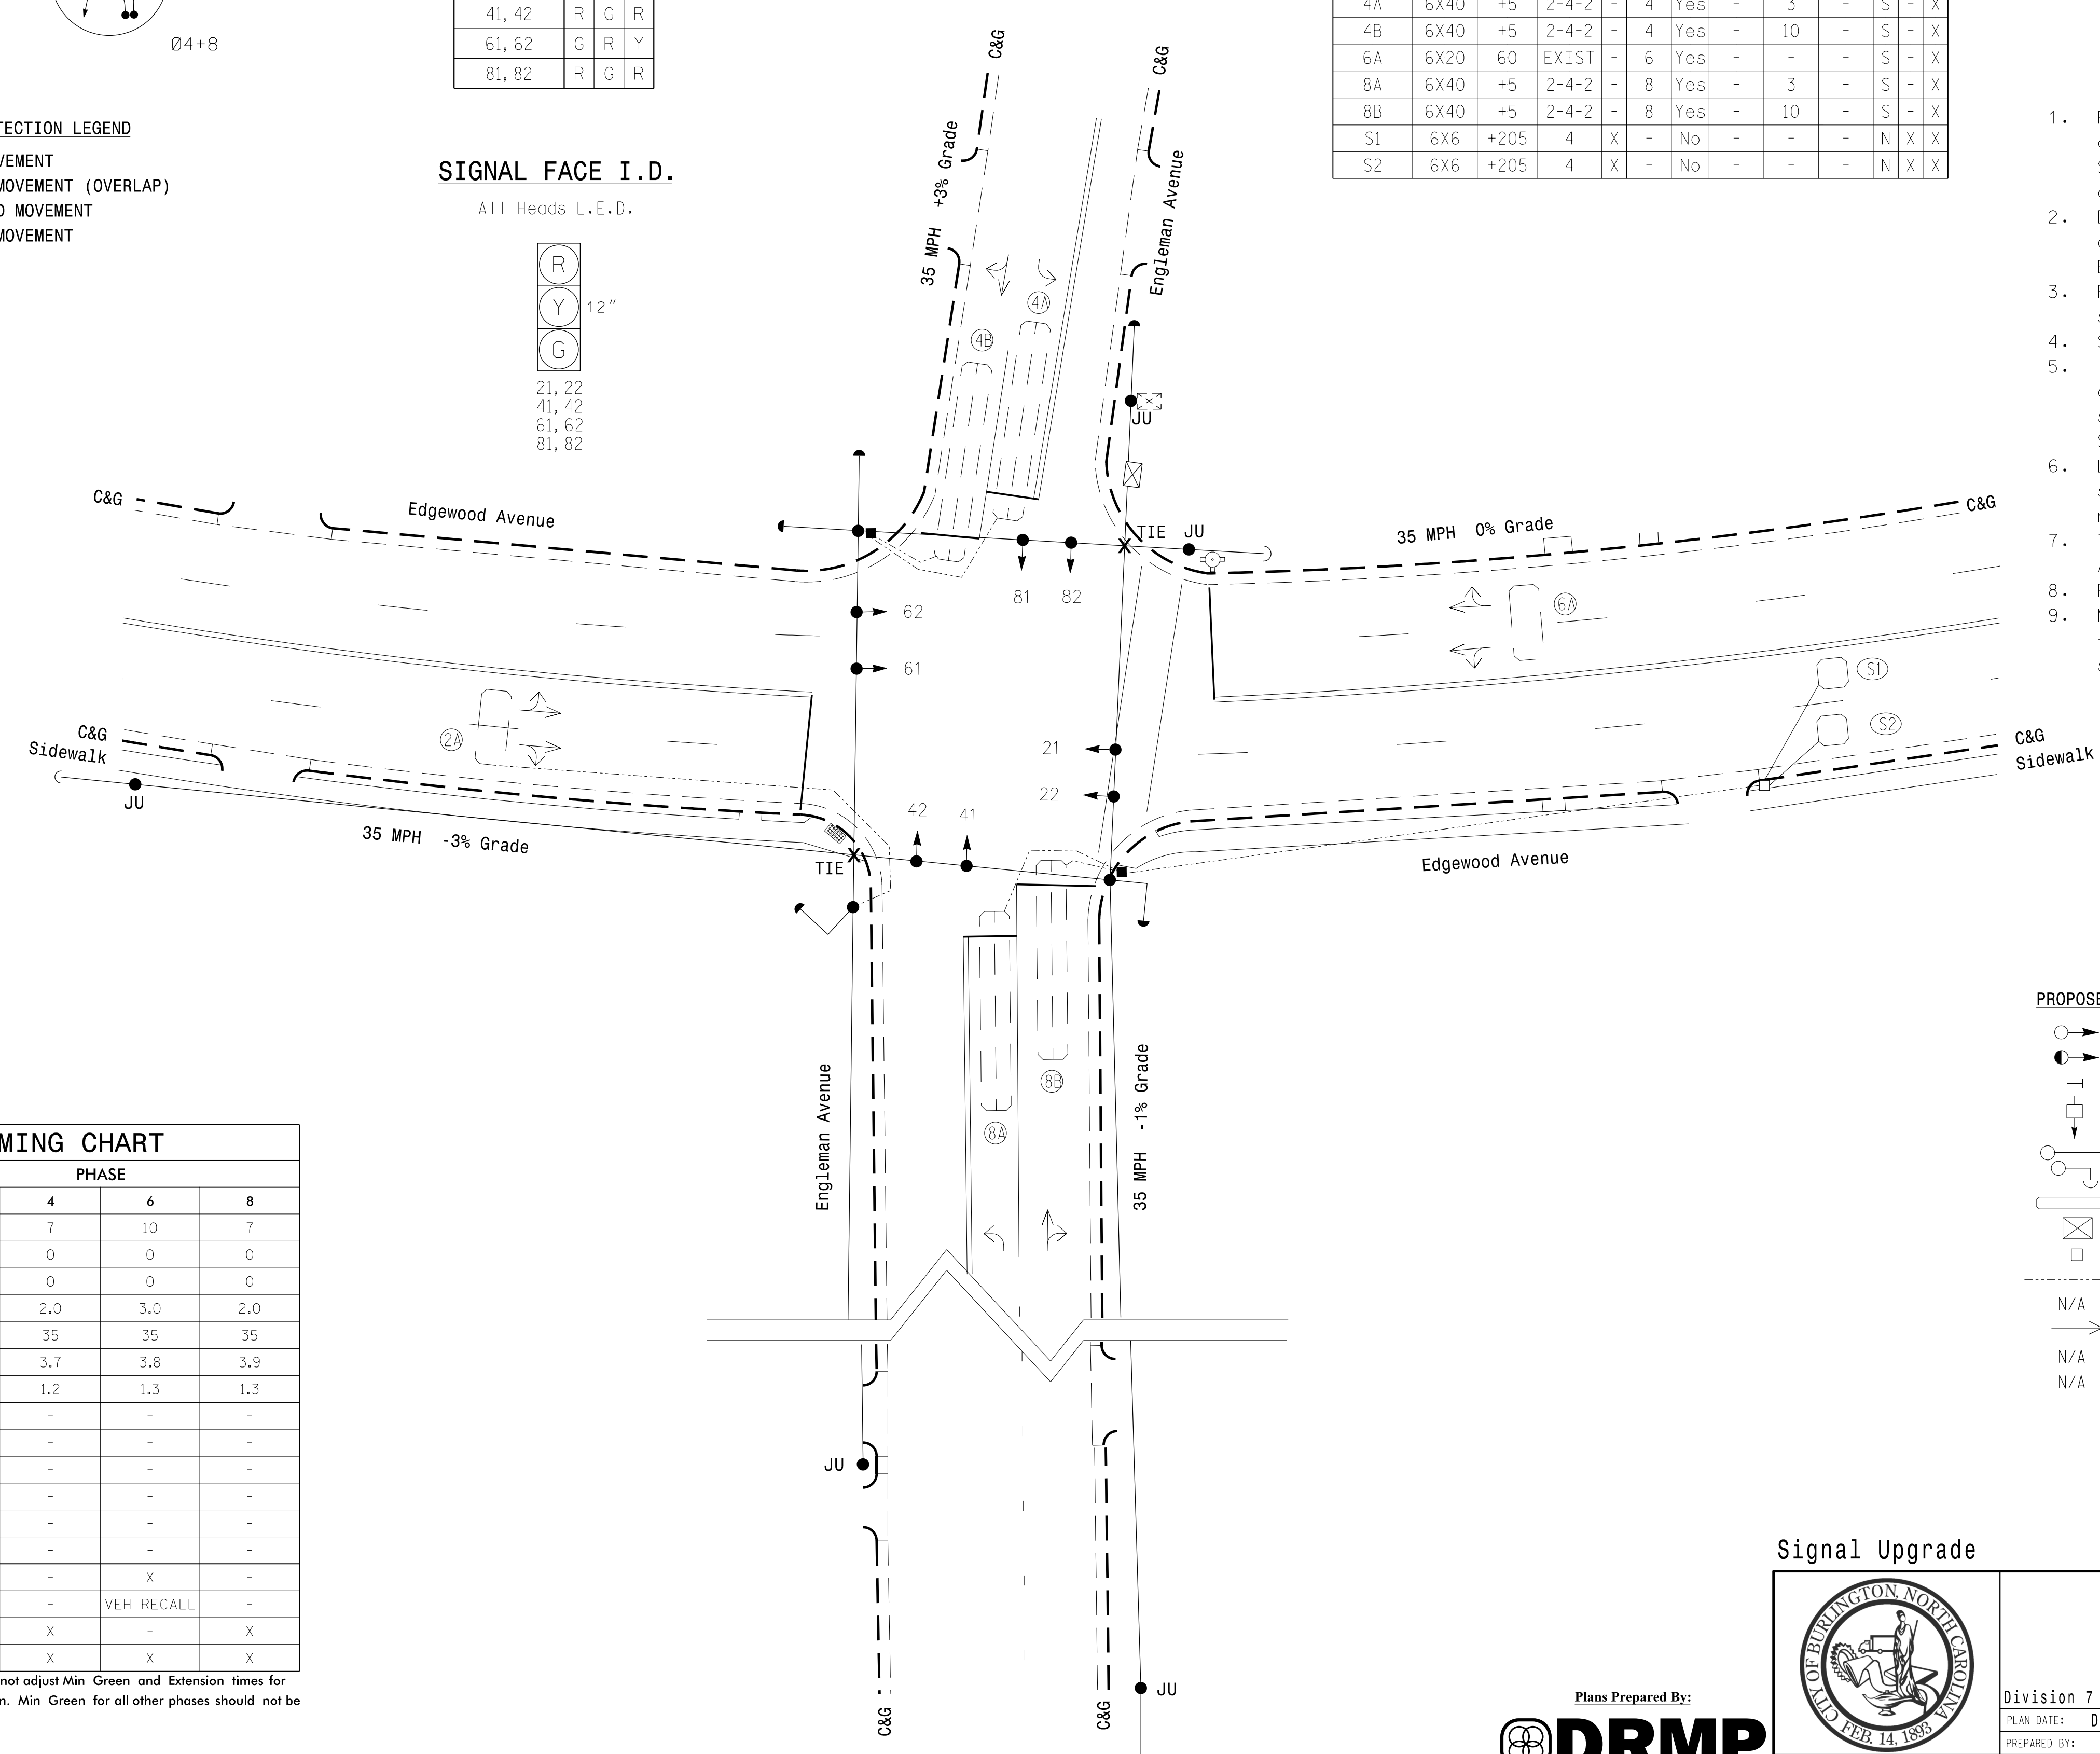 Ø4+8
41,42 R G R
61,62 G R Y
81,82 R G R
TECTION LEGEND
VEMENT
MOVEMENT (OVERLAP)
MOVEMENT
MOVEMENT
SIGNAL FACE I.D.
All Heads L.E.D.
R
Y 12"
G
21,22
41,42
61,62
81,82
4A 6X40 +5 2-4-2 - 4 Yes - 3 - S - X
4B 6X40 +5 2-4-2 - 4 Yes - 10 - S - X
6A 6X20 60 EXIST - 6 Yes - - - S - X
8A 6X40 +5 2-4-2 - 8 Yes - 3 - S - X
8B 6X40 +5 2-4-2 - 8 Yes - 10 - S - X
S1 6X6 +205 4 X - No - - - N X X
S2 6X6 +205 4 X - No - - - N X X
1.
2.
3.
4.
5.
6.
7.
8.
9.
C&G
C&G
35 MPH +3% Grade
Engleman Avenue
4A
4B
JU
C&G
Edgewood Avenue
TIE JU
35 MPH 0% Grade
C&G
81 82
62
61
6A
S1
S2
2A
21
22
C&G
Sidewalk
C&G
Sidewalk
JU
42 41
35 MPH -3% Grade
TIE
Edgewood Avenue
Engleman Avenue
8B
8A
35 MPH -1% Grade
PROPOSE
N/A
N/A
N/A
MING CHART
PHASE
4 6 8
7 10 7
0 0 0
0 0 0
2.0 3.0 2.0
35 35 35
3.7 3.8 3.9
1.2 1.3 1.3
- - -
- - -
- - -
- - -
- - -
- - -
- X -
- VEH RECALL -
X - X
X X X
not adjust Min Green and Extension times for
n. Min Green for all other phases should not be
JU
JU
C&G
C&G
Signal Upgrade
CITY OF BURLINGTON, NORTH CAROLINA
FEB. 14, 1893
Plans Prepared By:
DRMP
Division 7
PLAN DATE: D
PREPARED BY: